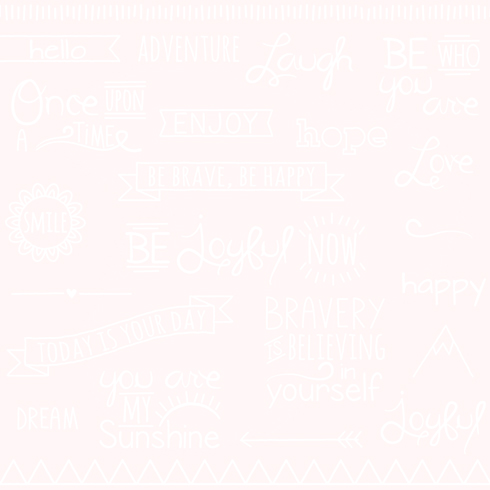 hello
ADVENTURE
Laugh
BE WHO
you are
Once UPON
A TIME
ENJOY
hope
Love
BE BRAVE, BE HAPPY
SMILE
BE Joyful NOW
happy
TODAY IS YOUR DAY
BRAVERY
IS BELIEVING
in
yourself
you are
MY
Sunshine
DREAM
Joyful